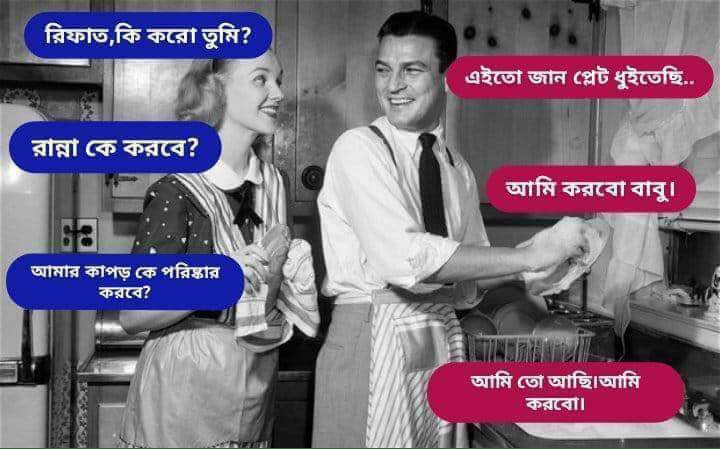 রিফাত,কি করো তুমি?
এইতো জান প্লেট ধুইতেছি..
রান্না কে করবে?
আমি করবো বাবু।
আমার কাপড় কে পরিষ্কার
করবে?
আমি তো আছি।আমি
করবো।